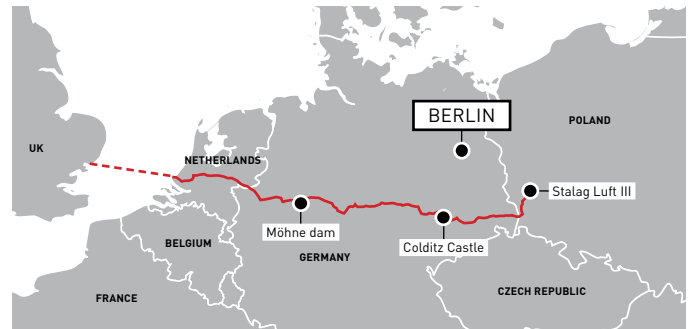 BERLIN
POLAND
UK
NETHERLANDS
Stalag Luft III
Möhne dam
BELGIUM
Colditz Castle
GERMANY
CZECH REPUBLIC
FRANCE